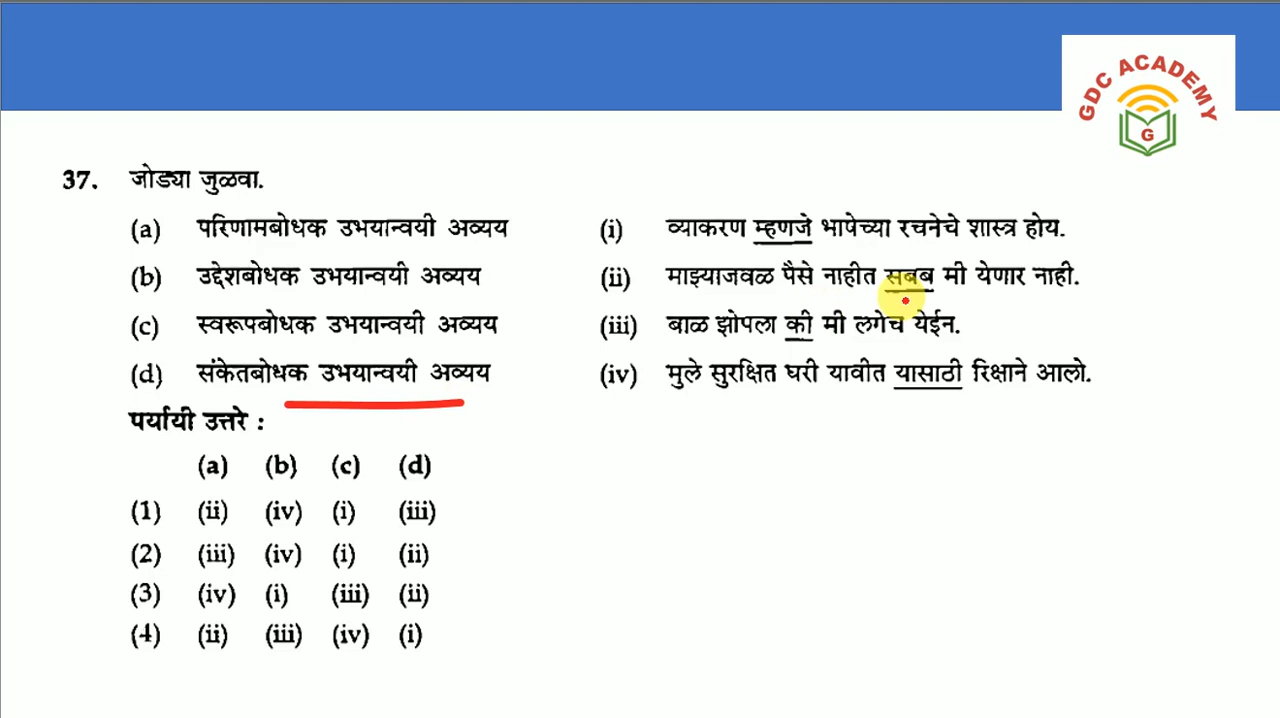 GDC ACADEMY
G
37. जोड्या जुळवा.
(a) परिणामबोधक उभयान्वयी अव्यय (i) व्याकरण म्हणजे भाषेच्या रचनेचे शास्त्र होय.
(b) उद्देशबोधक उभयान्वयी अव्यय (ii) माझ्याजवळ पैसे नाहीत सबब मी येणार नाही.
(c) स्वरूपबोधक उभयान्वयी अव्यय (iii) बाळ झोपला की मी लगेच येईन.
(d) संकेतबोधक उभयान्वयी अव्यय (iv) मुले सुरक्षित घरी यावीत यासाठी रिक्षाने आलो.
पर्यायी उत्तरे :
(a) (b) (c) (d)
(1) (ii) (iv) (i) (iii)
(2) (iii) (iv) (i) (ii)
(3) (iv) (i) (iii) (ii)
(4) (ii) (iii) (iv) (i)